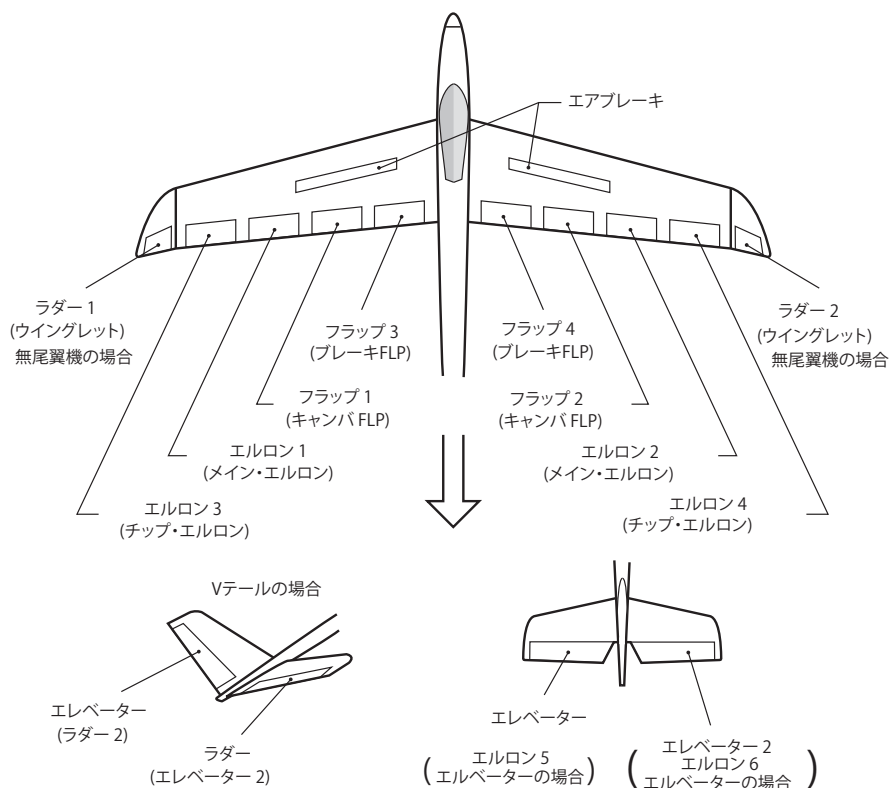 エアブレーキ
ラダー 1
(ウイングレット)
無尾翼機の場合
フラップ 3
(ブレーキFLP)
フラップ 4
(ブレーキFLP)
ラダー 2
(ウイングレット)
無尾翼機の場合
フラップ 1
(キャンバ FLP)
フラップ 2
(キャンバ FLP)
エルロン 1
(メイン・エルロン)
エルロン 2
(メイン・エルロン)
エルロン 3
(チップ・エルロン)
エルロン 4
(チップ・エルロン)
Vテールの場合
エレベーター
(ラダー 2)
ラダー
(エレベーター 2)
エレベーター
(エルロン 5
エルベーターの場合)
(エレベーター 2
エルロン 6
エルベーターの場合)